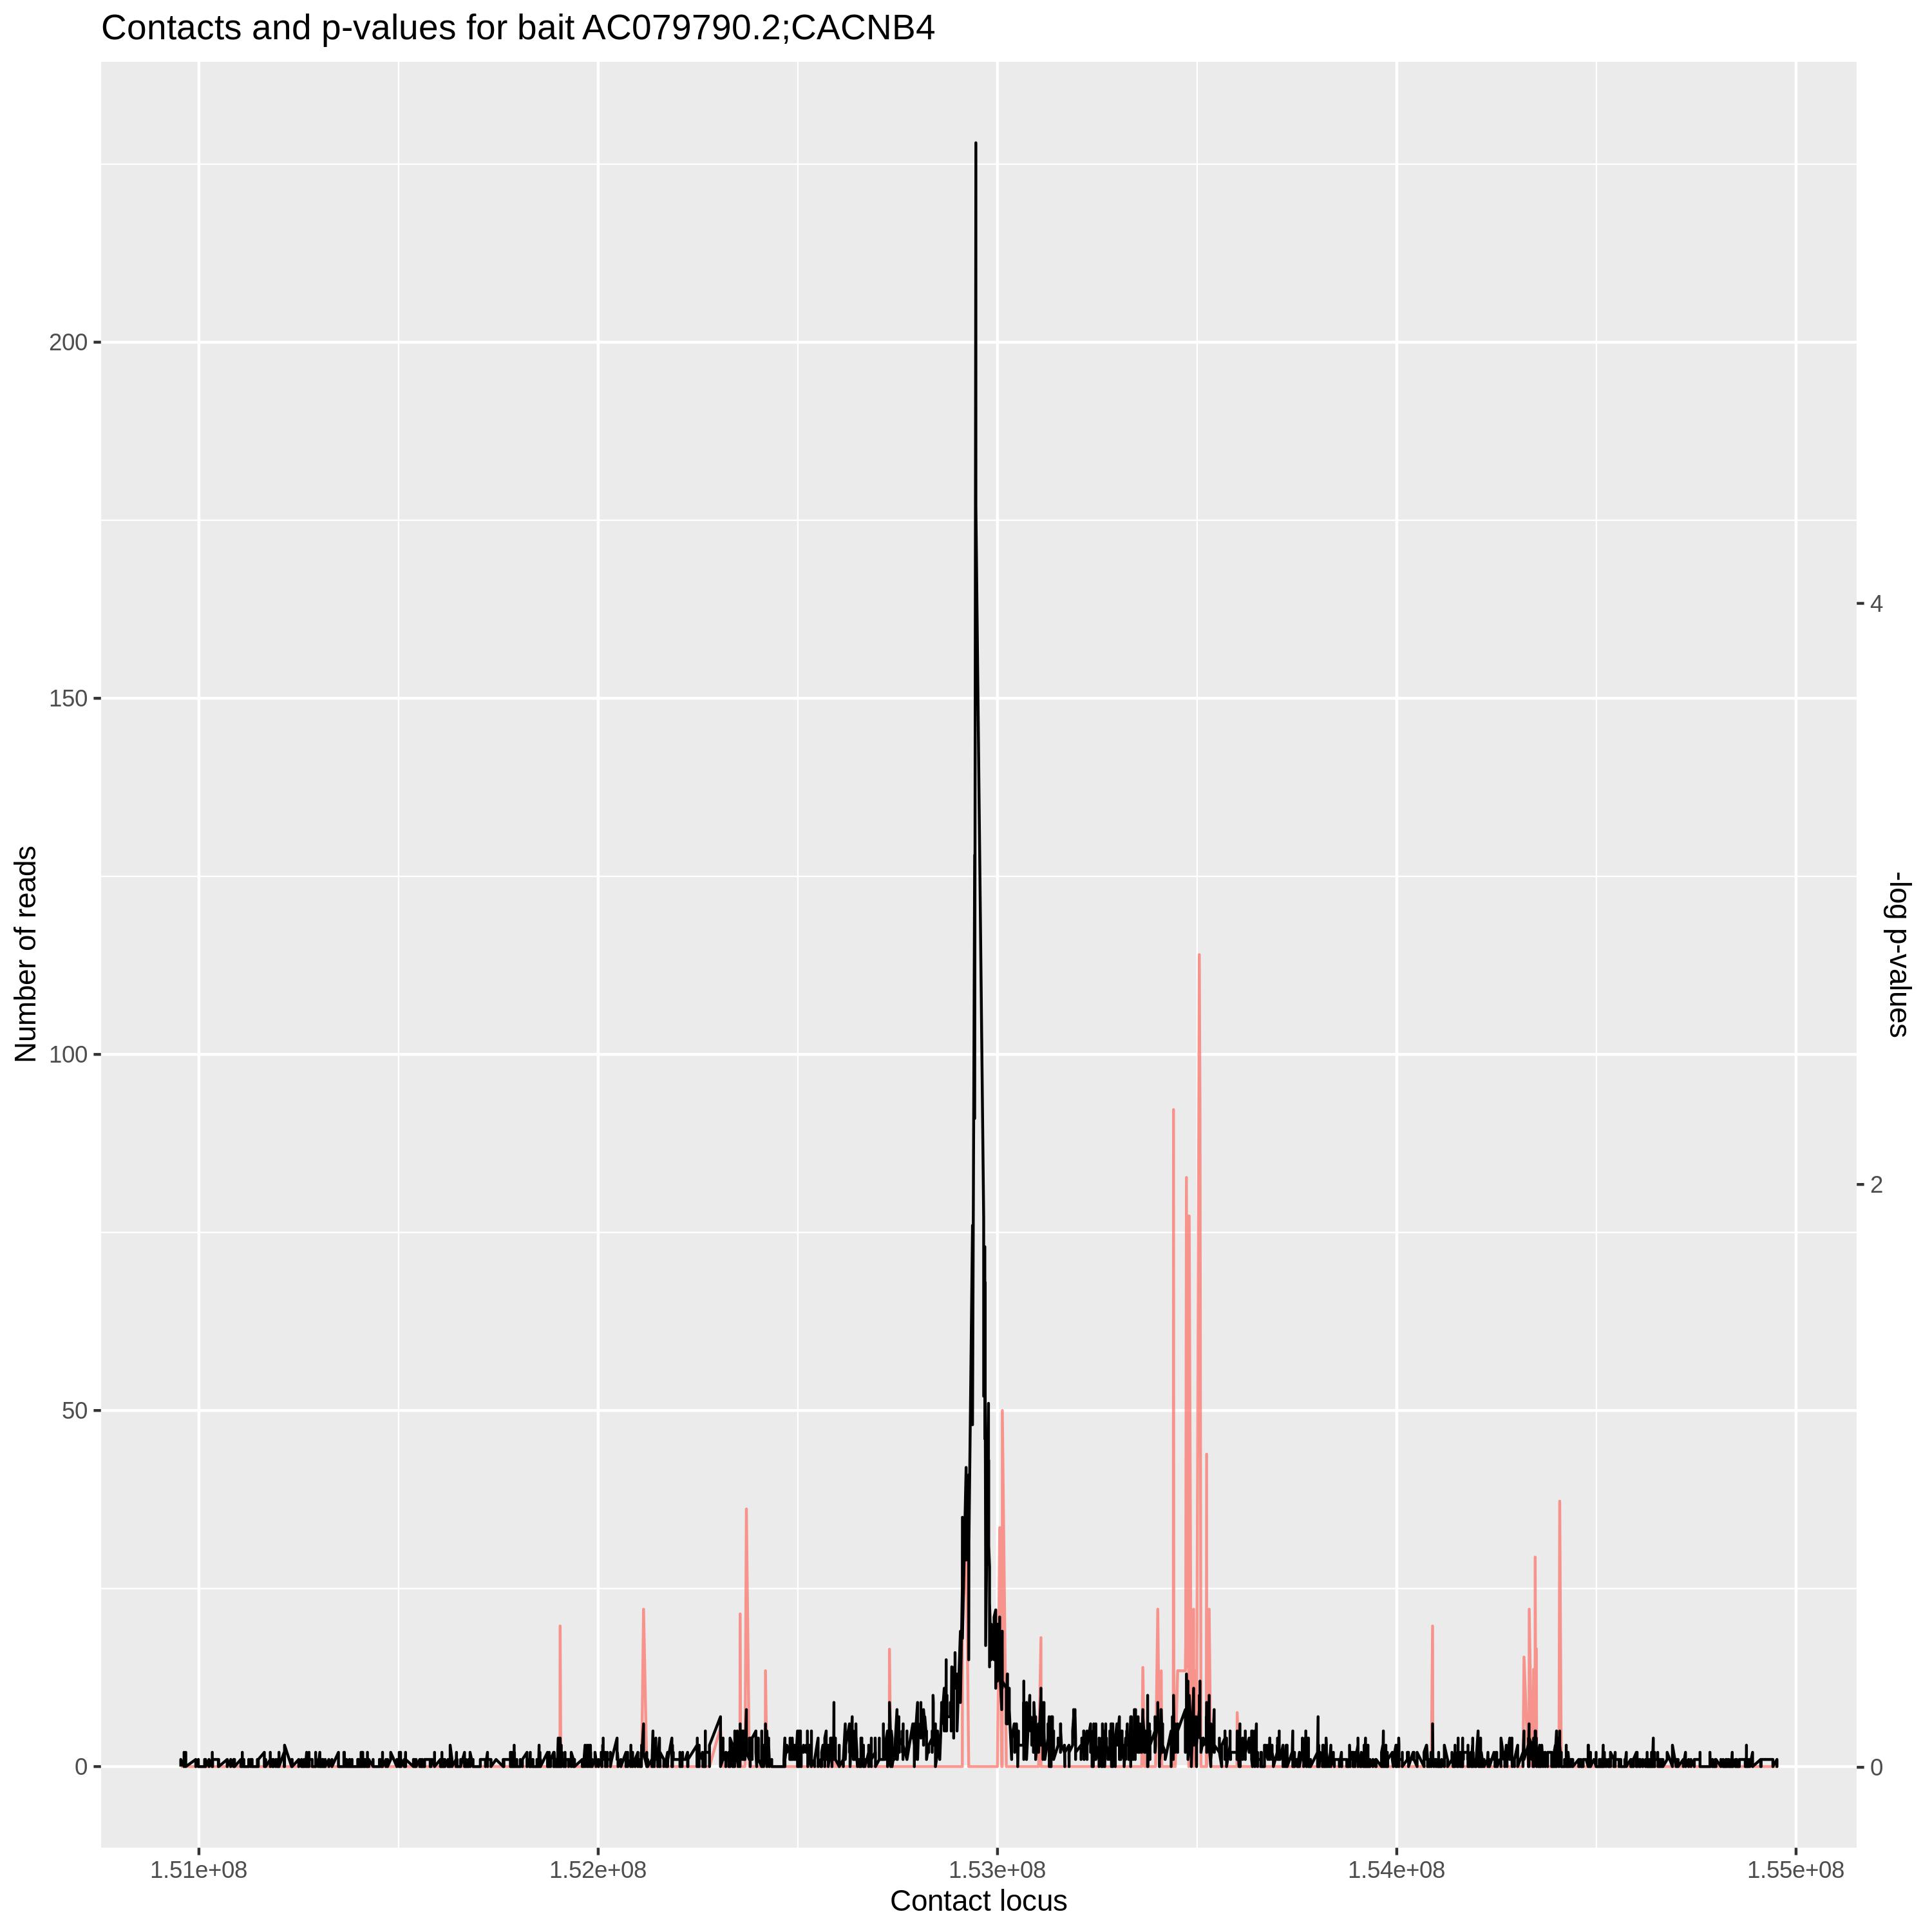 Contacts and p-values for bait AC079790.2;CACNB4
Number of reads
200
150
100
50
0
4
2
0
-log p-values
1.51e+08
1.52e+08
1.53e+08
1.54e+08
1.55e+08
Contact locus